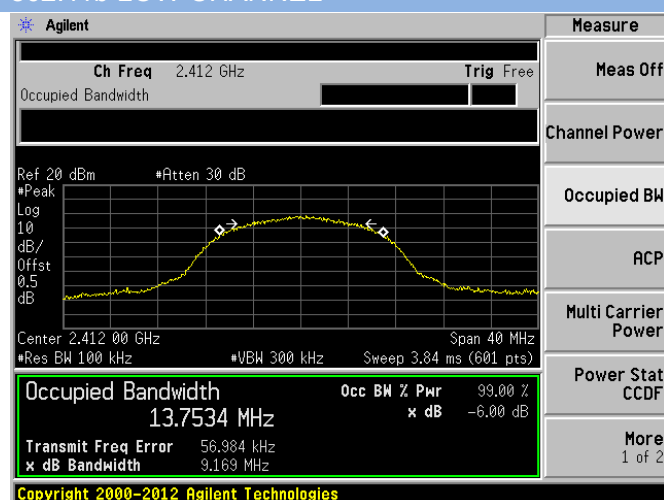 Agilent
Measure
Ch Freq 2.412 GHz Trig Free
Occupied Bandwidth
Meas Off
Channel Power
Occupied BW
ACP
Multi Carrier
Power
Power Stat
CCDF
More
1 of 2
Ref 20 dBm #Atten 30 dB
#Peak
Log
10
dB/
Offst
0.5
dB
Center 2.412 00 GHz Span 40 MHz
#Res BW 100 kHz #VBW 300 kHz Sweep 3.84 ms (601 pts)
Occupied Bandwidth
13.7534 MHz
Occ BW % Pwr 99.00 %
x dB -6.00 dB
Transmit Freq Error 56.984 kHz
x dB Bandwidth 9.169 MHz
Copyright 2000-2012 Agilent Technologies